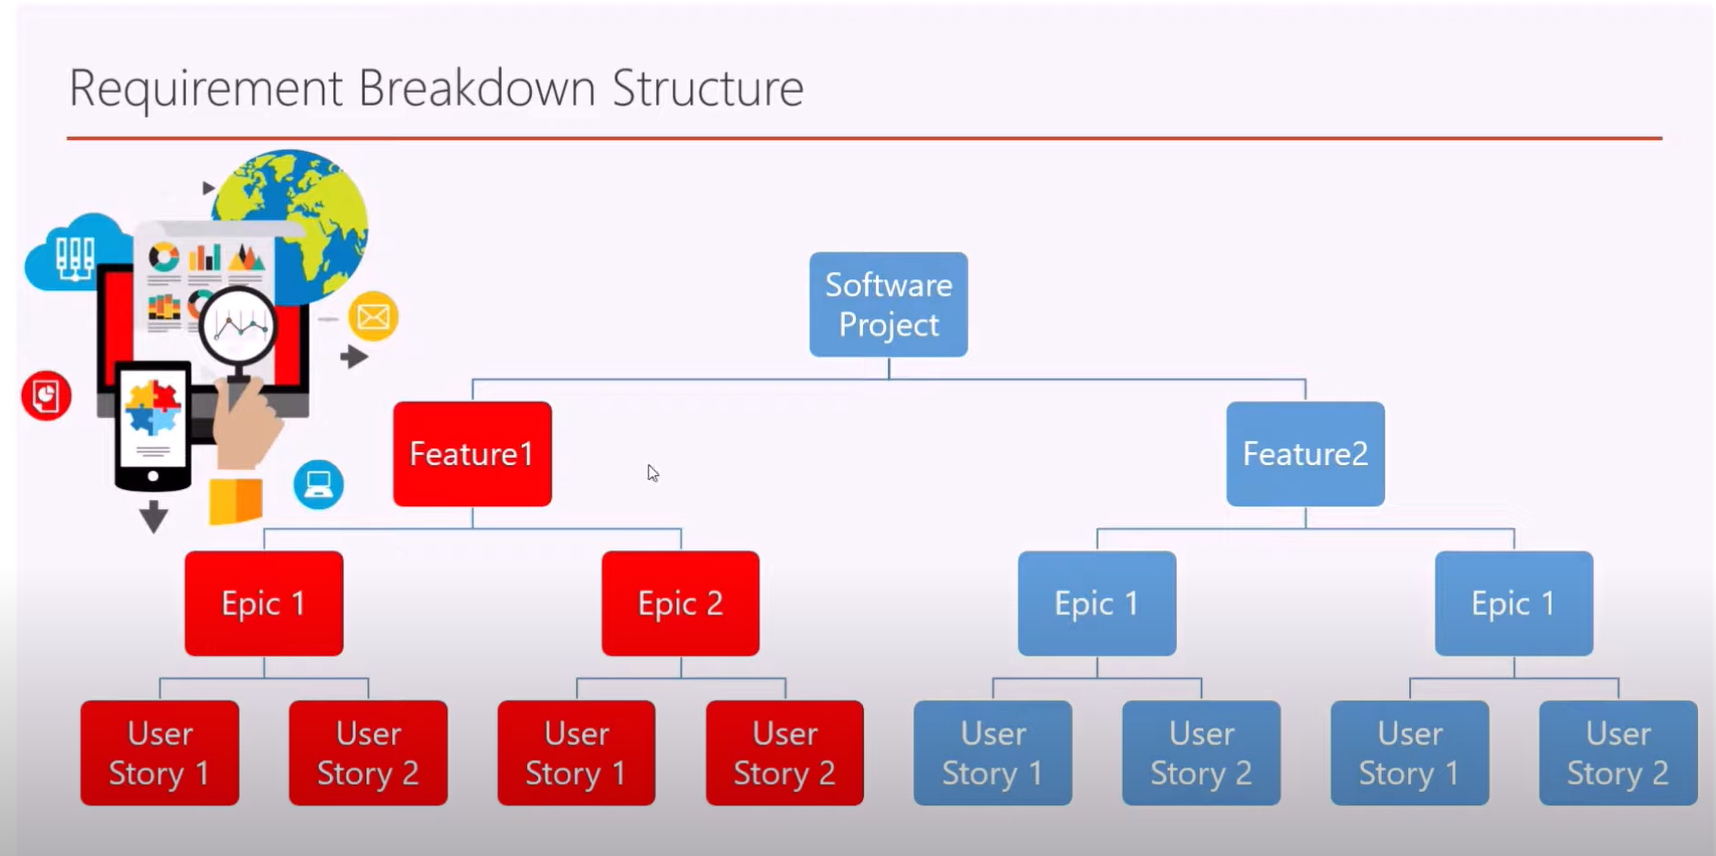 Requirement Breakdown Structure
Software
Project
Feature1
Feature2
Epic 1
Epic 2
Epic 1
Epic 1
User
Story 1
User
Story 2
User
Story 1
User
Story 2
User
Story 1
User
Story 2
User
Story 1
User
Story 2